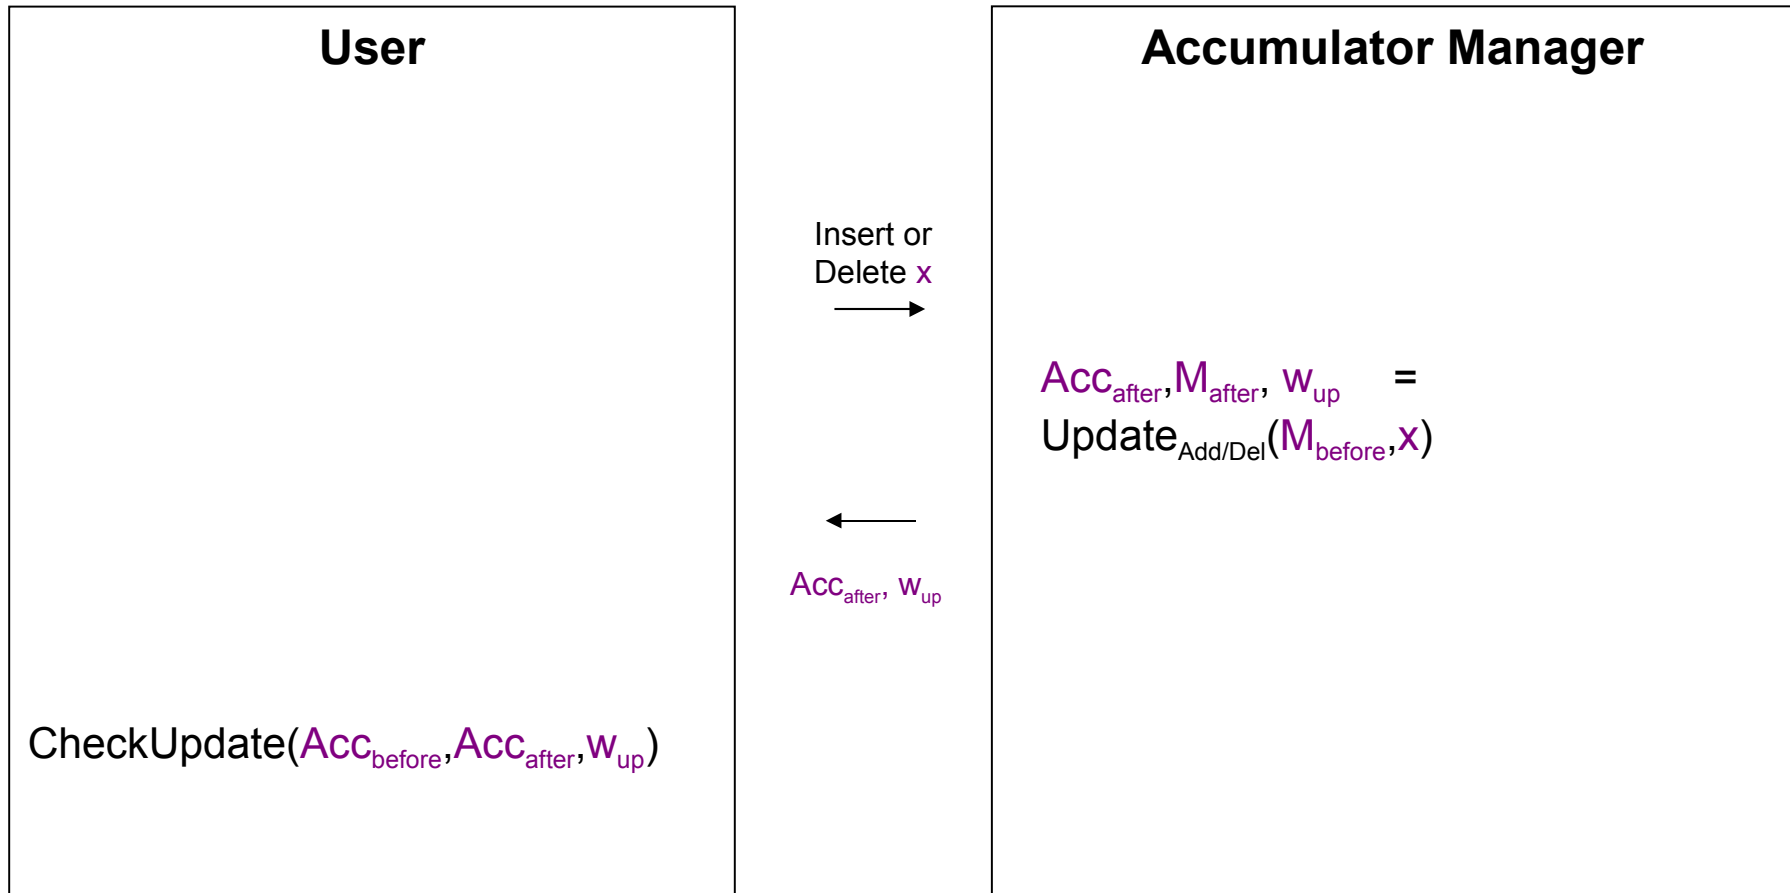 User
Accumulator Manager
Insert or
Delete x
Acc_after,M_after, w_up =
Update_Add/Del(M_before,x)
Acc_after, w_up
CheckUpdate(Acc_before,Acc_after,w_up)